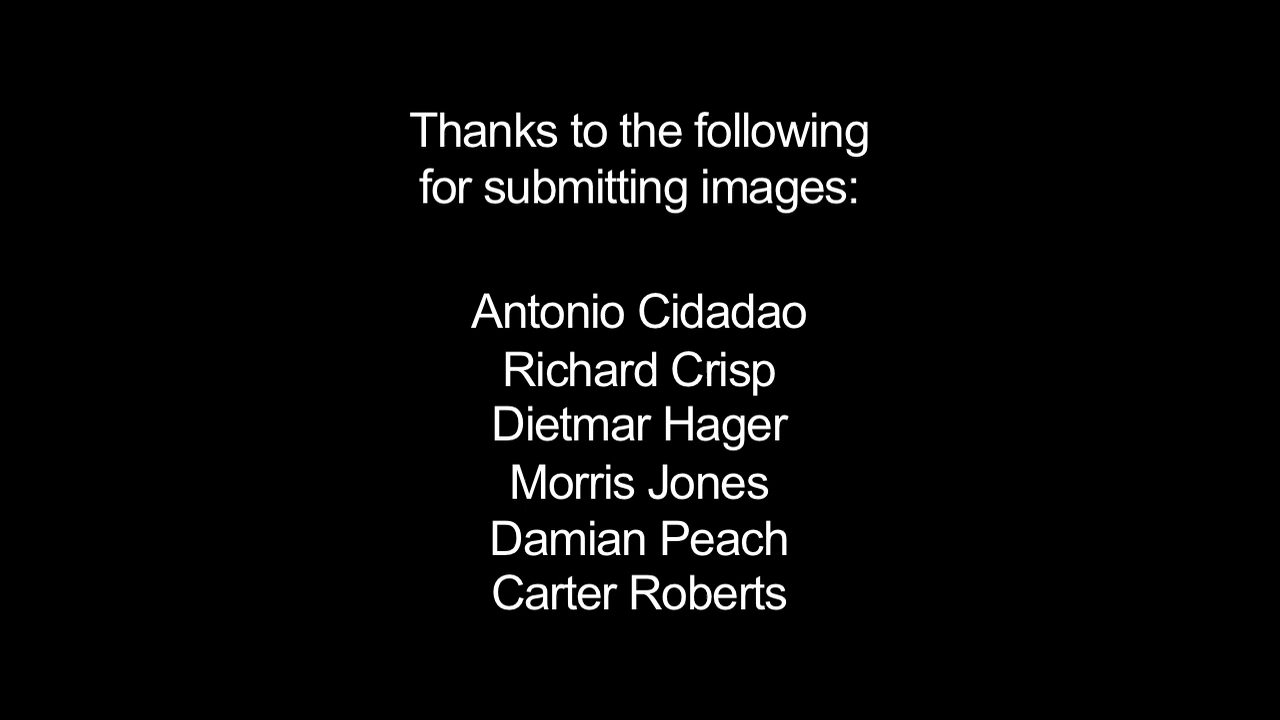 Thanks to the following
for submitting images:
Antonio Cidadao
Richard Crisp
Dietmar Hager
Morris Jones
Damian Peach
Carter Roberts